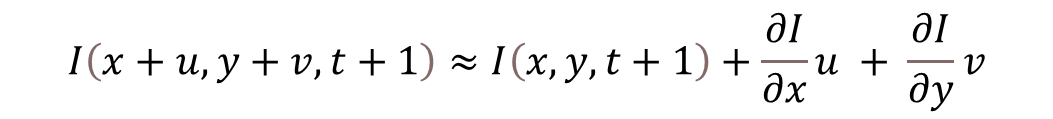 I(x + u, y + v, t + 1) ≈ I(x, y, t + 1) + ∂I/∂x u + ∂I/∂y v